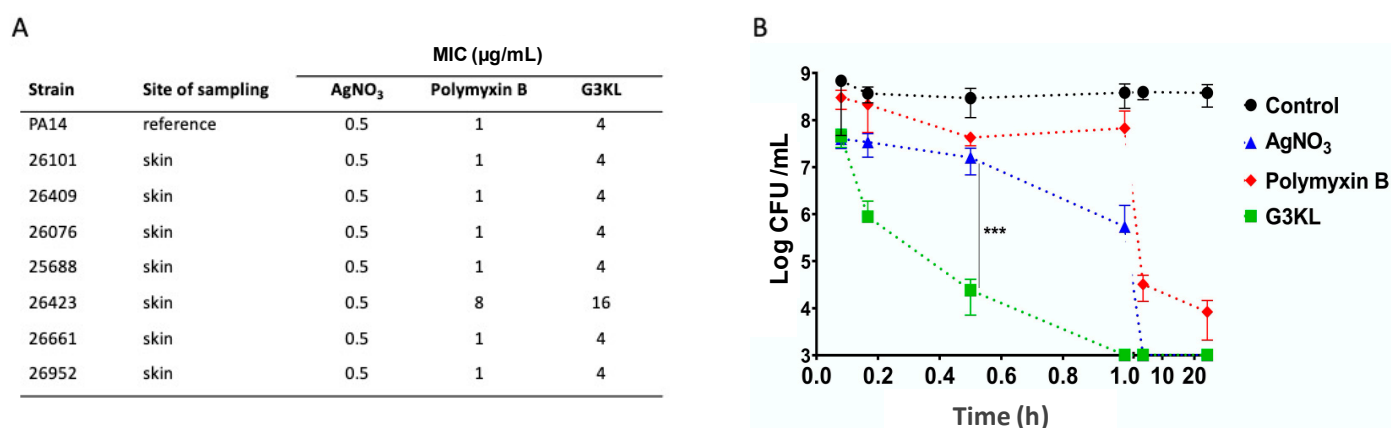 A
MIC (µg/mL)
Strain Site of sampling AgNO₃ Polymyxin B G3KL
PA14 reference 0.5 1 4
26101 skin 0.5 1 4
26409 skin 0.5 1 4
26076 skin 0.5 1 4
25688 skin 0.5 1 4
26423 skin 0.5 8 16
26661 skin 0.5 1 4
26952 skin 0.5 1 4
B
Log CFU /mL
9
8
7
6
5
4
3
0.0 0.2 0.4 0.6 0.8 1.0 10 20
Time (h)
***
Control
AgNO₃
Polymyxin B
G3KL